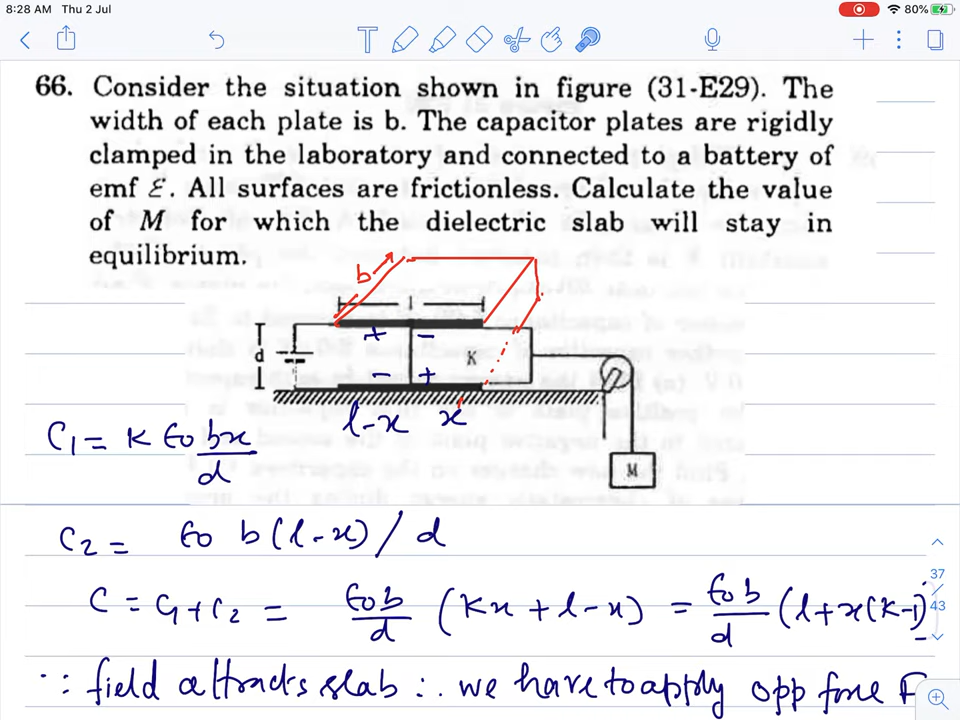 8:28 AM Thu 2 Jul
80%
66. Consider the situation shown in figure (31-E29). The
width of each plate is b. The capacitor plates are rigidly
clamped in the laboratory and connected to a battery of
emf ℰ. All surfaces are frictionless. Calculate the value
of M for which the dielectric slab will stay in
equilibrium.
b
l
+ −
d
K
− +
l-x x
M
C1 = K ε0 bx / d
C2 = ε0 b(l-x) / d
C = C1 + C2 = ε0 b / d (Kx + l - x) = ε0 b / d (l + x(K-1)
37
/
43
∵ field attracts slab ∴ we have to apply opp force F